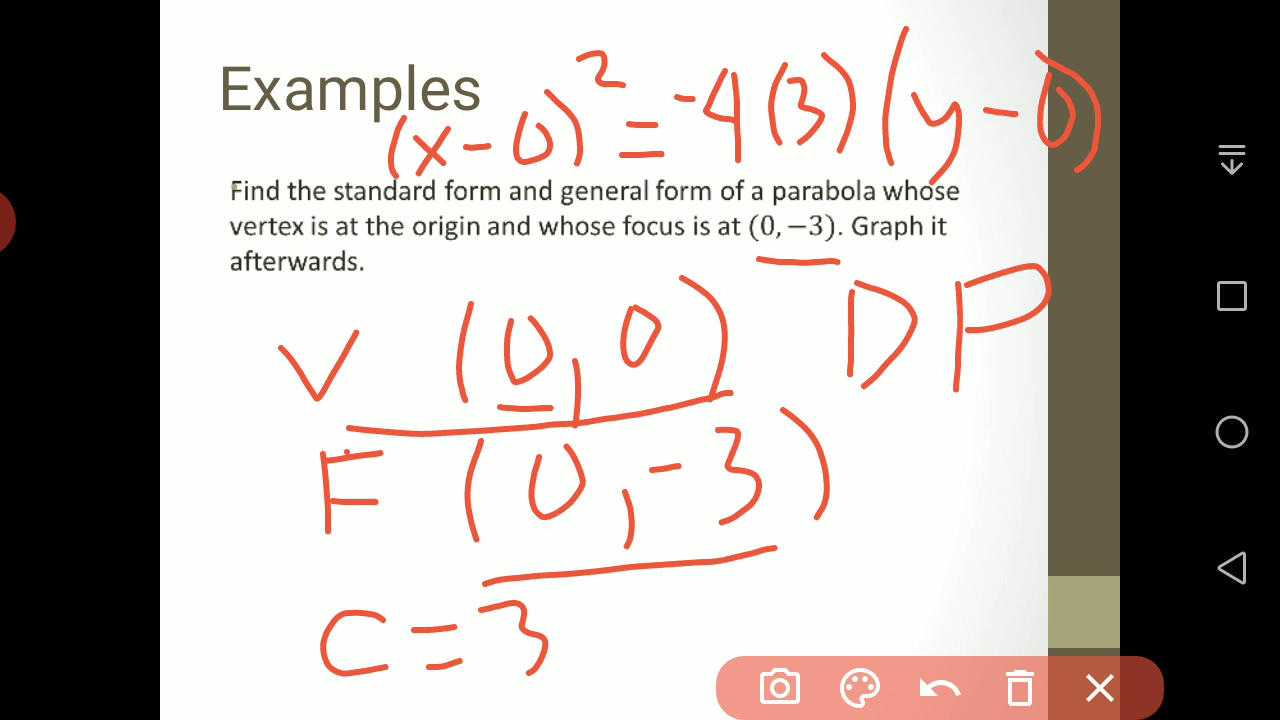 Examples
(x-0)² = -4(3)(y-0)
Find the standard form and general form of a parabola whose
vertex is at the origin and whose focus is at (0, −3). Graph it
afterwards.
V (0,0) DP
F (0,-3)
C=3